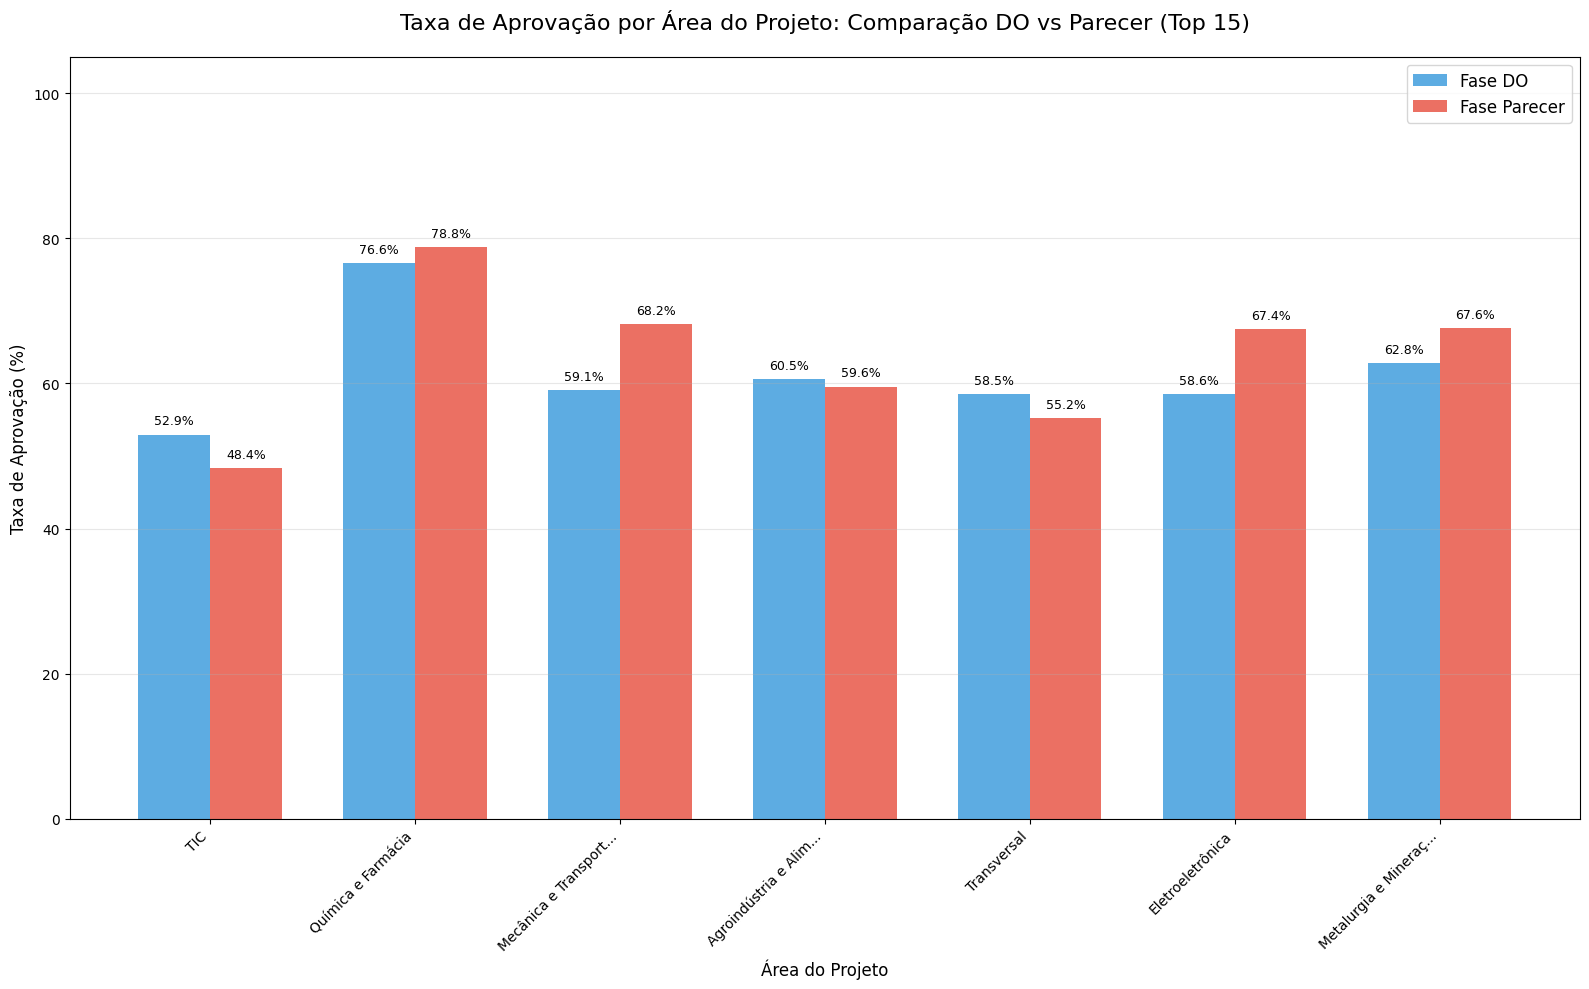 Taxa de Aprovação por Área do Projeto: Comparação DO vs Parecer (Top 15)
Fase DO
Fase Parecer
Taxa de Aprovação (%)
100
80
60
40
20
0
52.9%
48.4%
76.6%
78.8%
59.1%
68.2%
60.5%
59.6%
58.5%
55.2%
58.6%
67.4%
62.8%
67.6%
TIC
Química e Farmácia
Mecânica e Transport...
Agroindústria e Alim...
Transversal
Eletroeletrônica
Metalurgia e Mineraç...
Área do Projeto